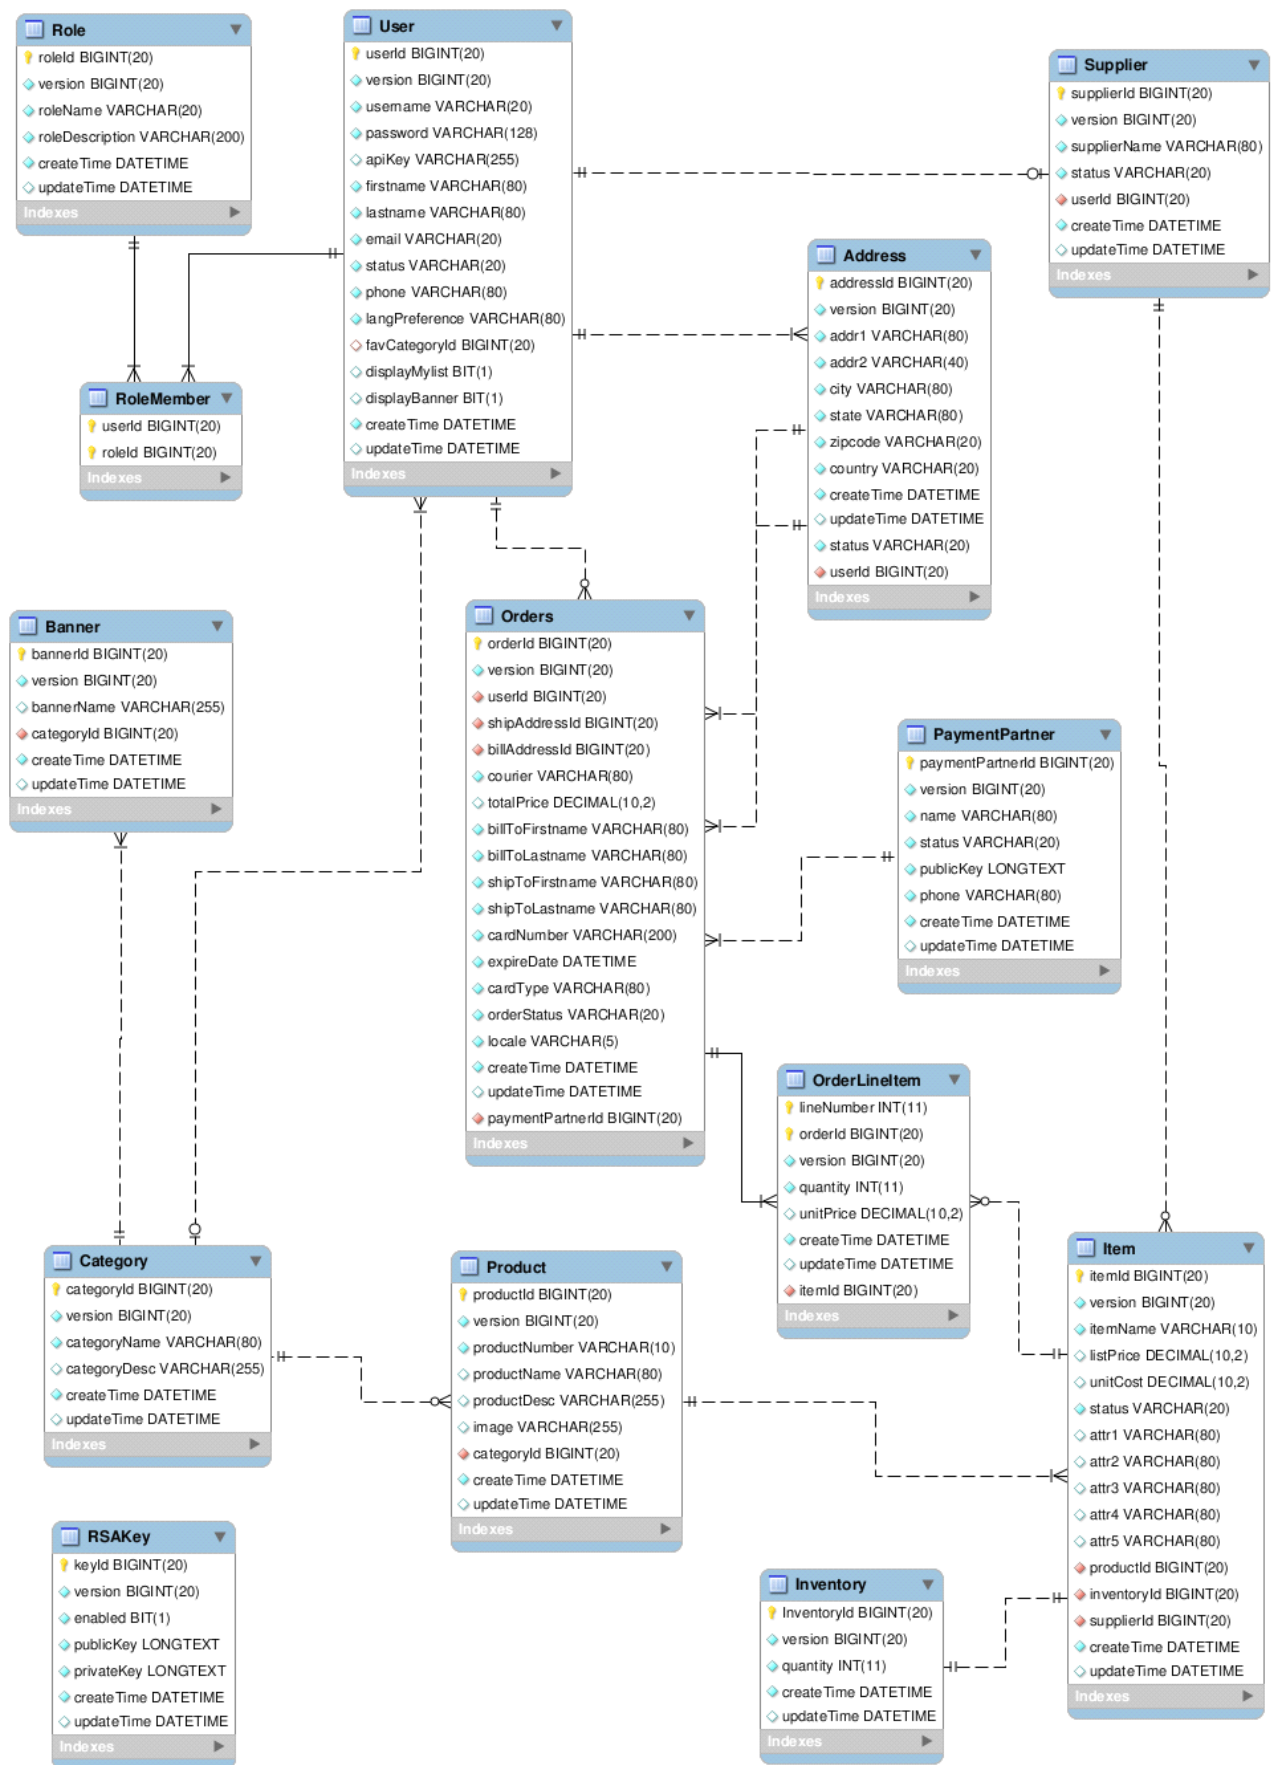 Role
roleId BIGINT(20)
version BIGINT(20)
roleName VARCHAR(20)
roleDescription VARCHAR(200)
createTime DATETIME
updateTime DATETIME
Indexes
User
userId BIGINT(20)
version BIGINT(20)
username VARCHAR(20)
password VARCHAR(128)
apiKey VARCHAR(255)
firstname VARCHAR(80)
lastname VARCHAR(80)
email VARCHAR(20)
status VARCHAR(20)
phone VARCHAR(80)
langPreference VARCHAR(80)
favCategoryId BIGINT(20)
displayMylist BIT(1)
displayBanner BIT(1)
createTime DATETIME
updateTime DATETIME
Indexes
Supplier
supplierId BIGINT(20)
version BIGINT(20)
supplierName VARCHAR(80)
status VARCHAR(20)
userId BIGINT(20)
createTime DATETIME
updateTime DATETIME
Indexes
Address
addressId BIGINT(20)
version BIGINT(20)
addr1 VARCHAR(80)
addr2 VARCHAR(40)
city VARCHAR(80)
state VARCHAR(80)
zipcode VARCHAR(20)
country VARCHAR(20)
createTime DATETIME
updateTime DATETIME
status VARCHAR(20)
userId BIGINT(20)
Indexes
RoleMember
userId BIGINT(20)
roleId BIGINT(20)
Indexes
Banner
bannerId BIGINT(20)
version BIGINT(20)
bannerName VARCHAR(255)
categoryId BIGINT(20)
createTime DATETIME
updateTime DATETIME
Indexes
Orders
orderId BIGINT(20)
version BIGINT(20)
userId BIGINT(20)
shipAddressId BIGINT(20)
billAddressId BIGINT(20)
courier VARCHAR(80)
totalPrice DECIMAL(10,2)
billToFirstname VARCHAR(80)
billToLastname VARCHAR(80)
shipToFirstname VARCHAR(80)
shipToLastname VARCHAR(80)
cardNumber VARCHAR(200)
expireDate DATETIME
cardType VARCHAR(80)
orderStatus VARCHAR(20)
locale VARCHAR(5)
createTime DATETIME
updateTime DATETIME
paymentPartnerId BIGINT(20)
Indexes
PaymentPartner
paymentPartnerId BIGINT(20)
version BIGINT(20)
name VARCHAR(80)
status VARCHAR(20)
publicKey LONGTEXT
phone VARCHAR(80)
createTime DATETIME
updateTime DATETIME
Indexes
OrderLineItem
lineNumber INT(11)
orderId BIGINT(20)
version BIGINT(20)
quantity INT(11)
unitPrice DECIMAL(10,2)
createTime DATETIME
updateTime DATETIME
itemId BIGINT(20)
Indexes
Category
categoryId BIGINT(20)
version BIGINT(20)
categoryName VARCHAR(80)
categoryDesc VARCHAR(255)
createTime DATETIME
updateTime DATETIME
Indexes
Product
productId BIGINT(20)
version BIGINT(20)
productNumber VARCHAR(10)
productName VARCHAR(80)
productDesc VARCHAR(255)
image VARCHAR(255)
categoryId BIGINT(20)
createTime DATETIME
updateTime DATETIME
Indexes
Item
itemId BIGINT(20)
version BIGINT(20)
itemName VARCHAR(10)
listPrice DECIMAL(10,2)
unitCost DECIMAL(10,2)
status VARCHAR(20)
attr1 VARCHAR(80)
attr2 VARCHAR(80)
attr3 VARCHAR(80)
attr4 VARCHAR(80)
attr5 VARCHAR(80)
productId BIGINT(20)
inventoryId BIGINT(20)
supplierId BIGINT(20)
createTime DATETIME
updateTime DATETIME
Indexes
RSAKey
keyId BIGINT(20)
version BIGINT(20)
enabled BIT(1)
publicKey LONGTEXT
privateKey LONGTEXT
createTime DATETIME
updateTime DATETIME
Indexes
Inventory
InventoryId BIGINT(20)
version BIGINT(20)
quantity INT(11)
createTime DATETIME
updateTime DATETIME
Indexes